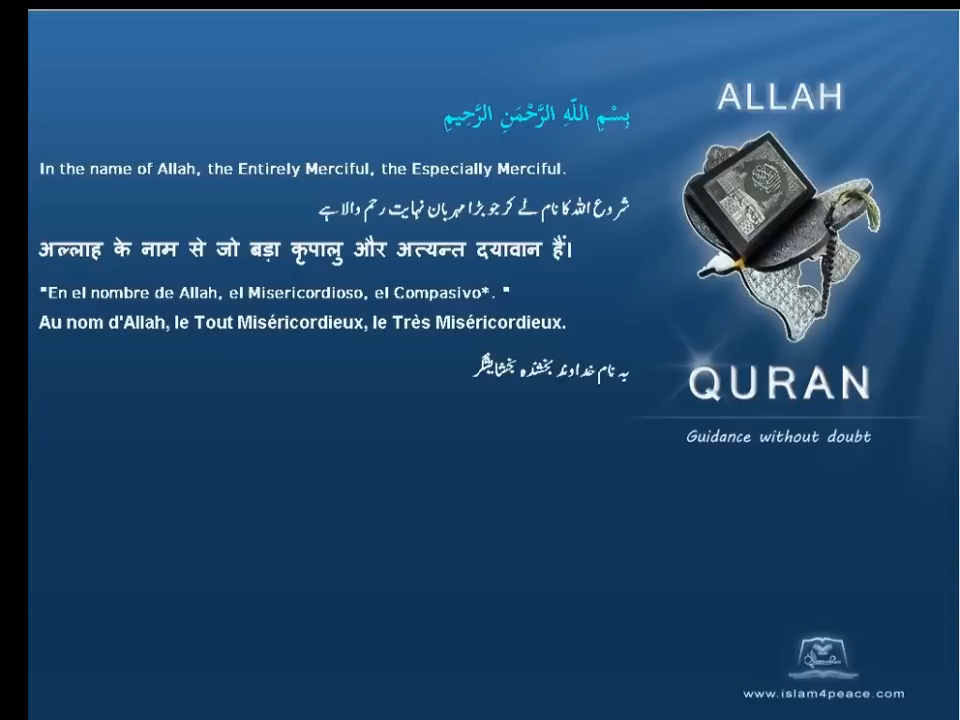 بِسْمِ اللَّهِ الرَّحْمَنِ الرَّحِيمِ
In the name of Allah, the Entirely Merciful, the Especially Merciful.
شروع الله کا نام لے کر جو بڑا مہربان نہایت رحم والا ہے
अल्लाह के नाम से जो बड़ा कृपालु और अत्यन्त दयावान हैं।
"En el nombre de Allah, el Misericordioso, el Compasivo*. "
Au nom d'Allah, le Tout Miséricordieux, le Très Miséricordieux.
به نام خداوند بخشنده بخشایشگر
ALLAH
QURAN
Guidance without doubt
www.islam4peace.com